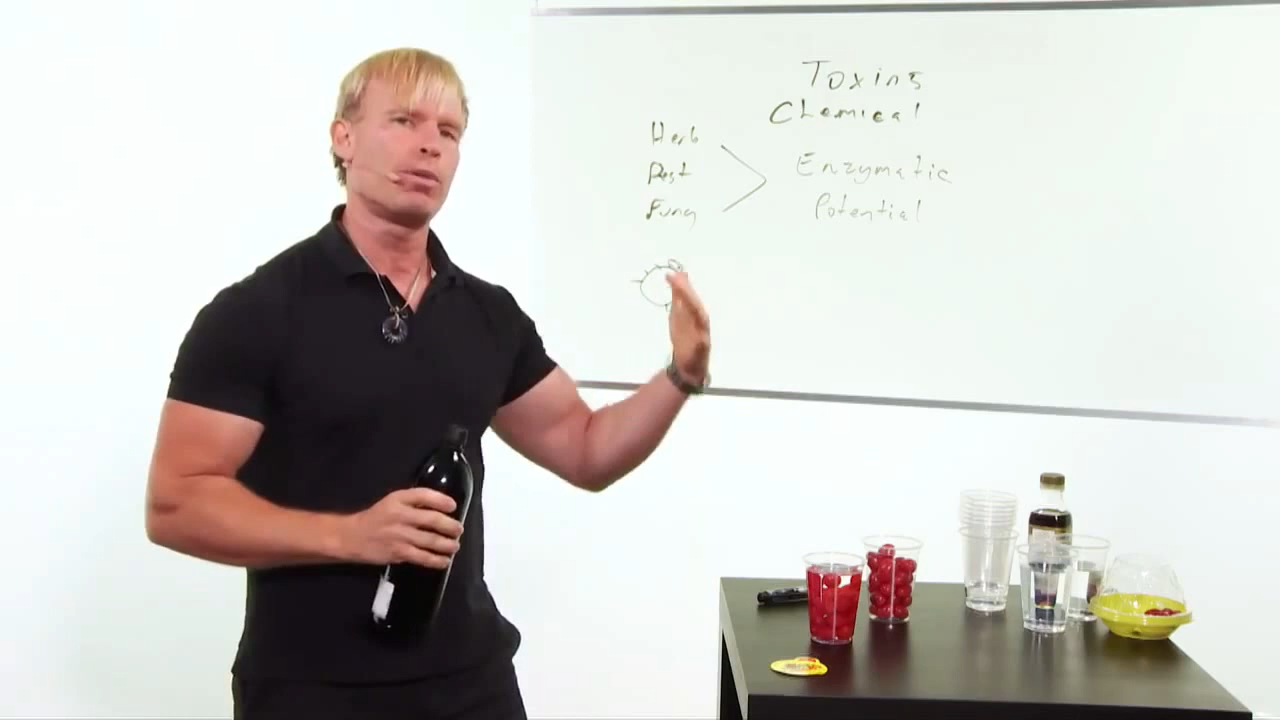 Toxins
Chemical
Herb
Pest
Fung
Enzymatic
Potential